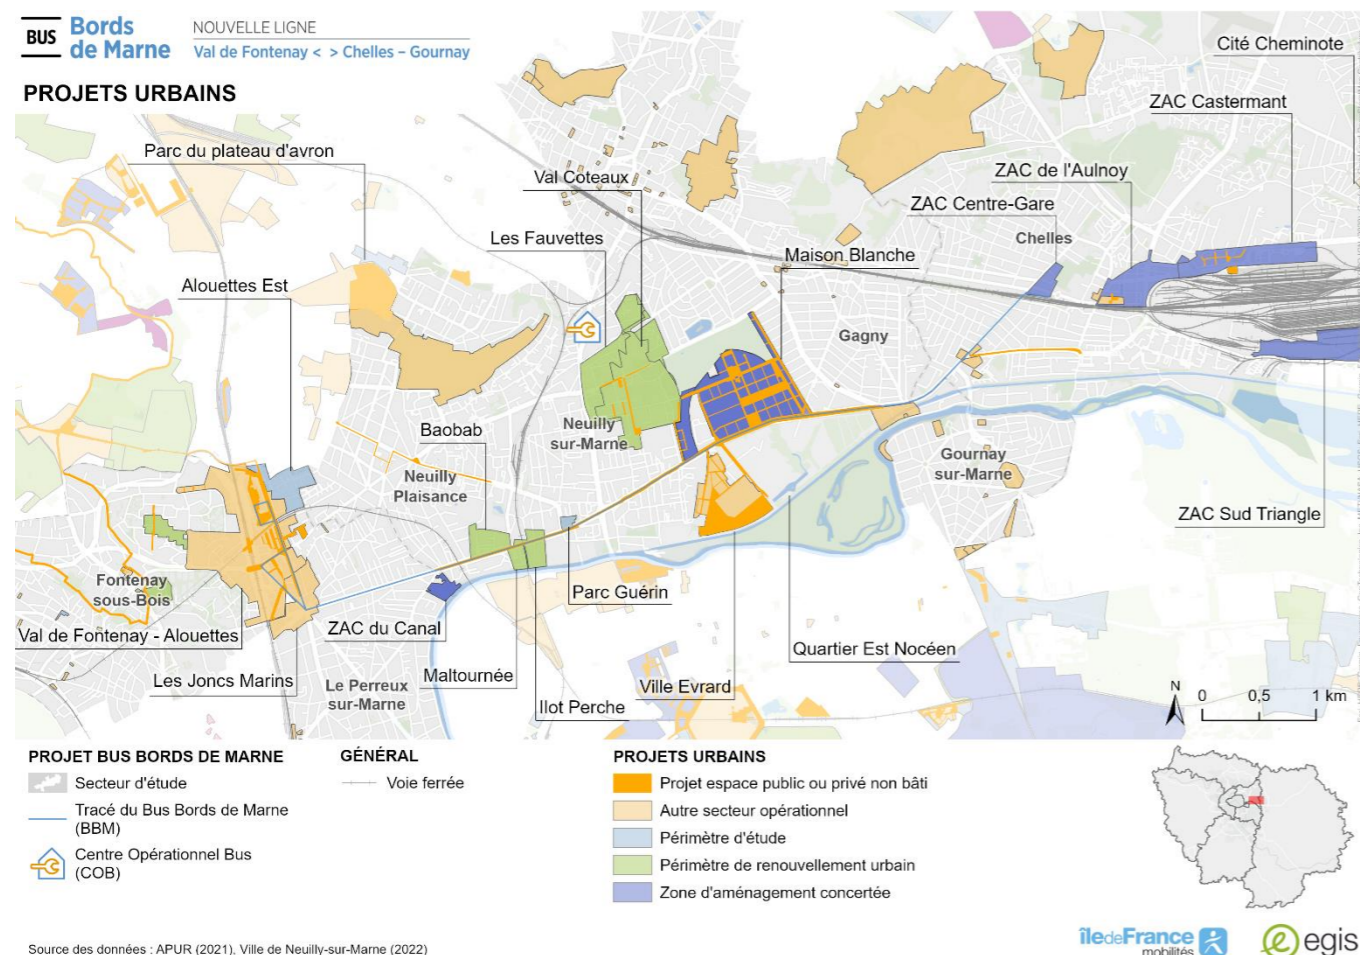 BUS
Bords
de Marne
NOUVELLE LIGNE
Val de Fontenay < > Chelles – Gournay
PROJETS URBAINS
Cité Cheminote
ZAC Castermant
Parc du plateau d'avron
Val Coteaux
ZAC de l'Aulnoy
ZAC Centre-Gare
Chelles
Les Fauvettes
Maison Blanche
Alouettes Est
Gagny
Baobab
Neuilly
sur-Marne
Neuilly
Plaisance
Gournay
sur-Marne
ZAC Sud Triangle
Fontenay
sous-Bois
Parc Guérin
Val de Fontenay - Alouettes
ZAC du Canal
Quartier Est Nocéen
Les Joncs Marins
Maltournée
Ville Evrard
Le Perreux
sur-Marne
Ilot Perche
N
0 0,5 1 km
PROJET BUS BORDS DE MARNE
Secteur d'étude
Tracé du Bus Bords de Marne
(BBM)
Centre Opérationnel Bus
(COB)
GÉNÉRAL
Voie ferrée
PROJETS URBAINS
Projet espace public ou privé non bâti
Autre secteur opérationnel
Périmètre d'étude
Périmètre de renouvellement urbain
Zone d'aménagement concertée
Source des données : APUR (2021), Ville de Neuilly-sur-Marne (2022)
îledeFrance
mobilités
egis